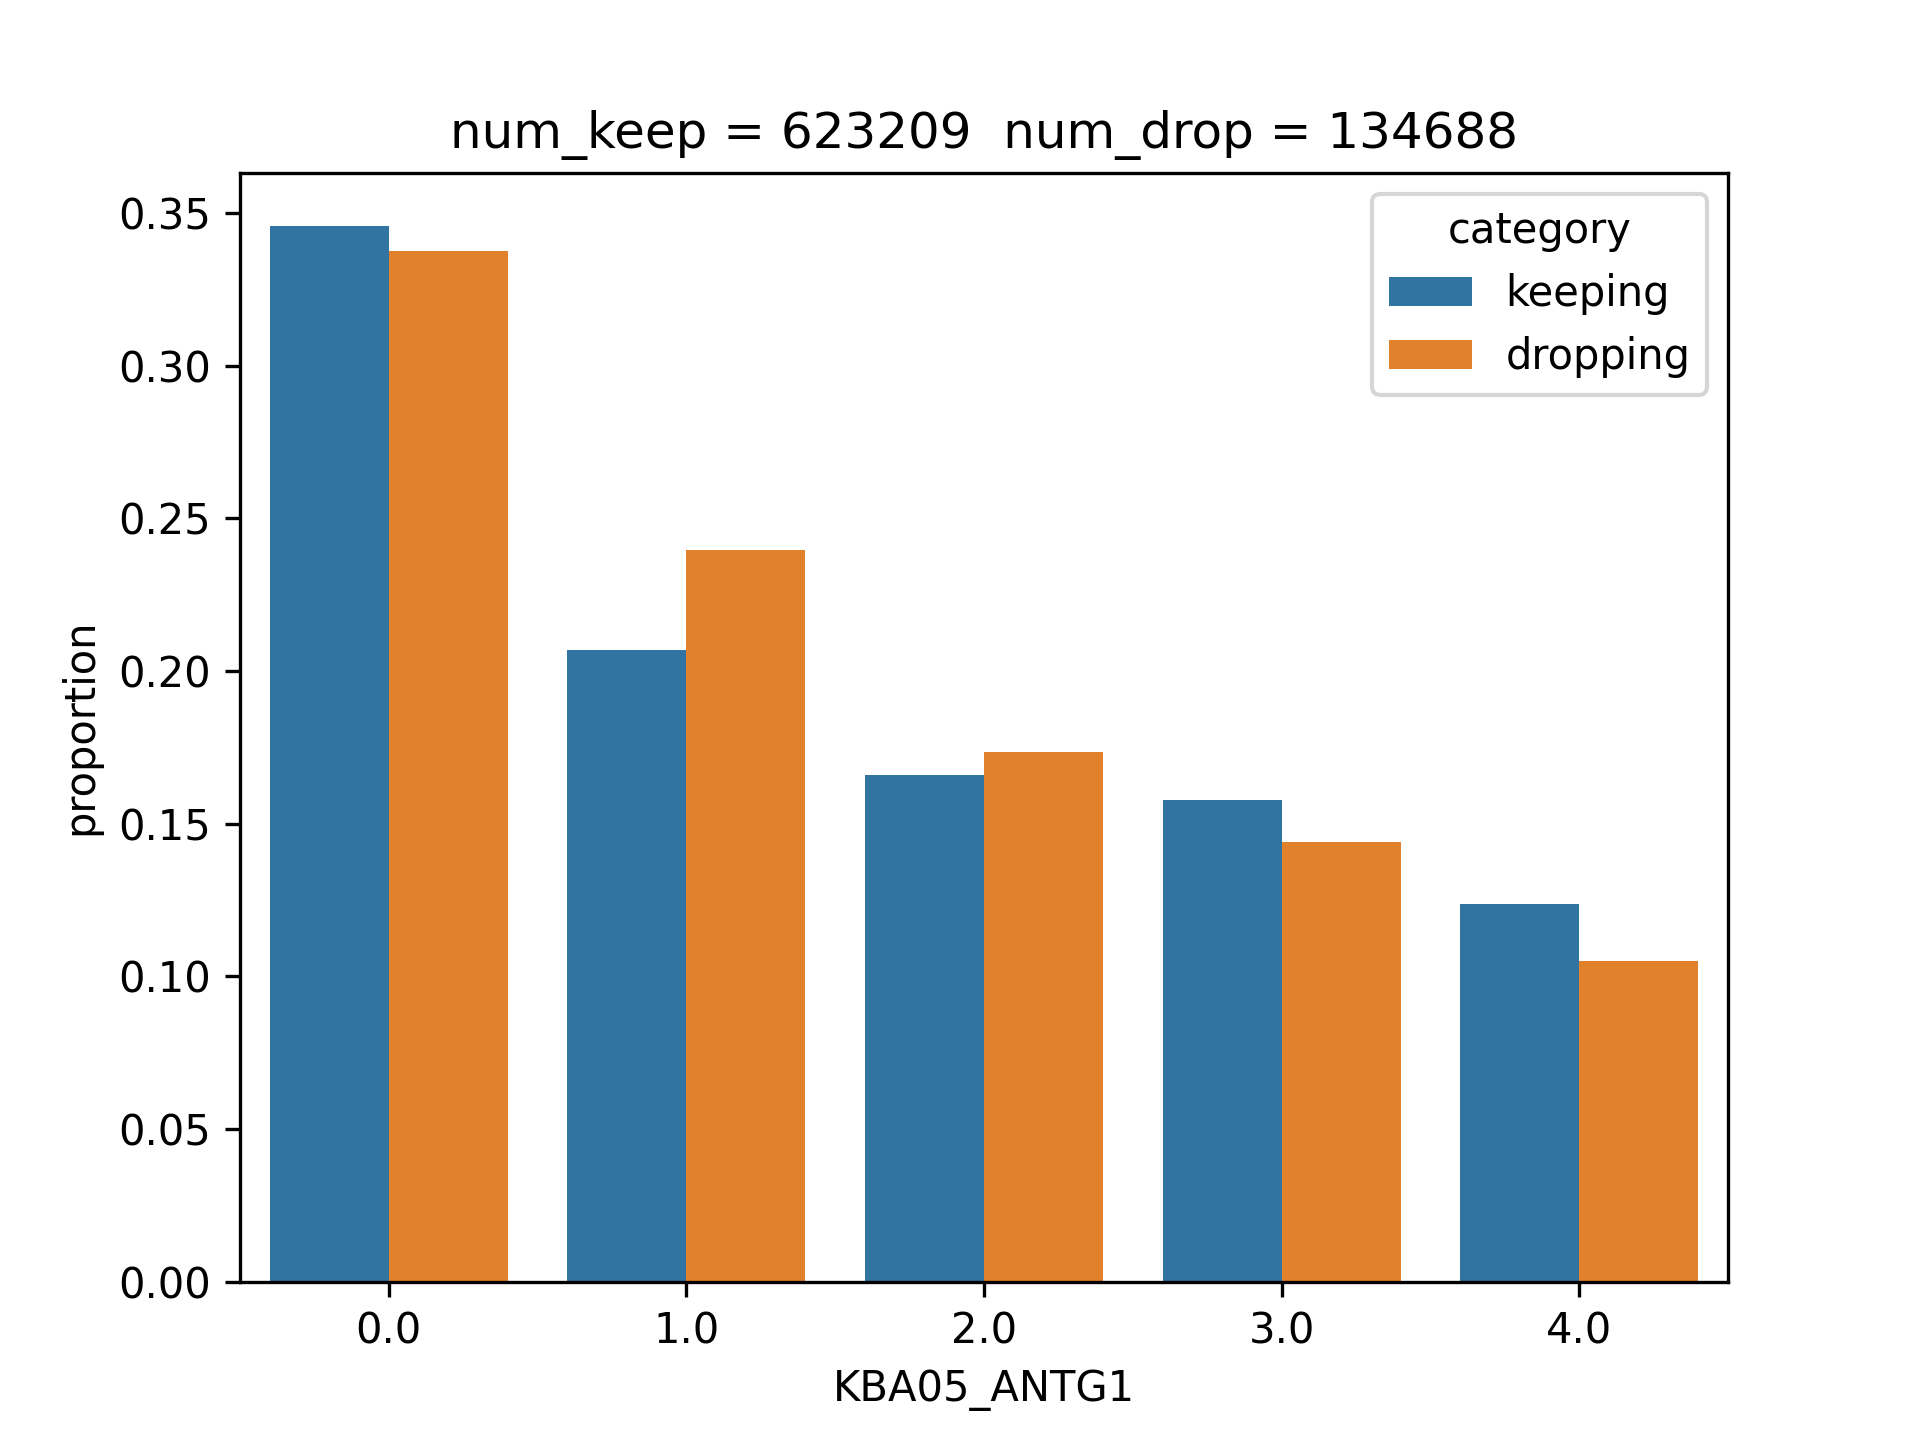 num_keep = 623209  num_drop = 134688
category
keeping
dropping
proportion
0.35
0.30
0.25
0.20
0.15
0.10
0.05
0.00
0.0 1.0 2.0 3.0 4.0
KBA05_ANTG1